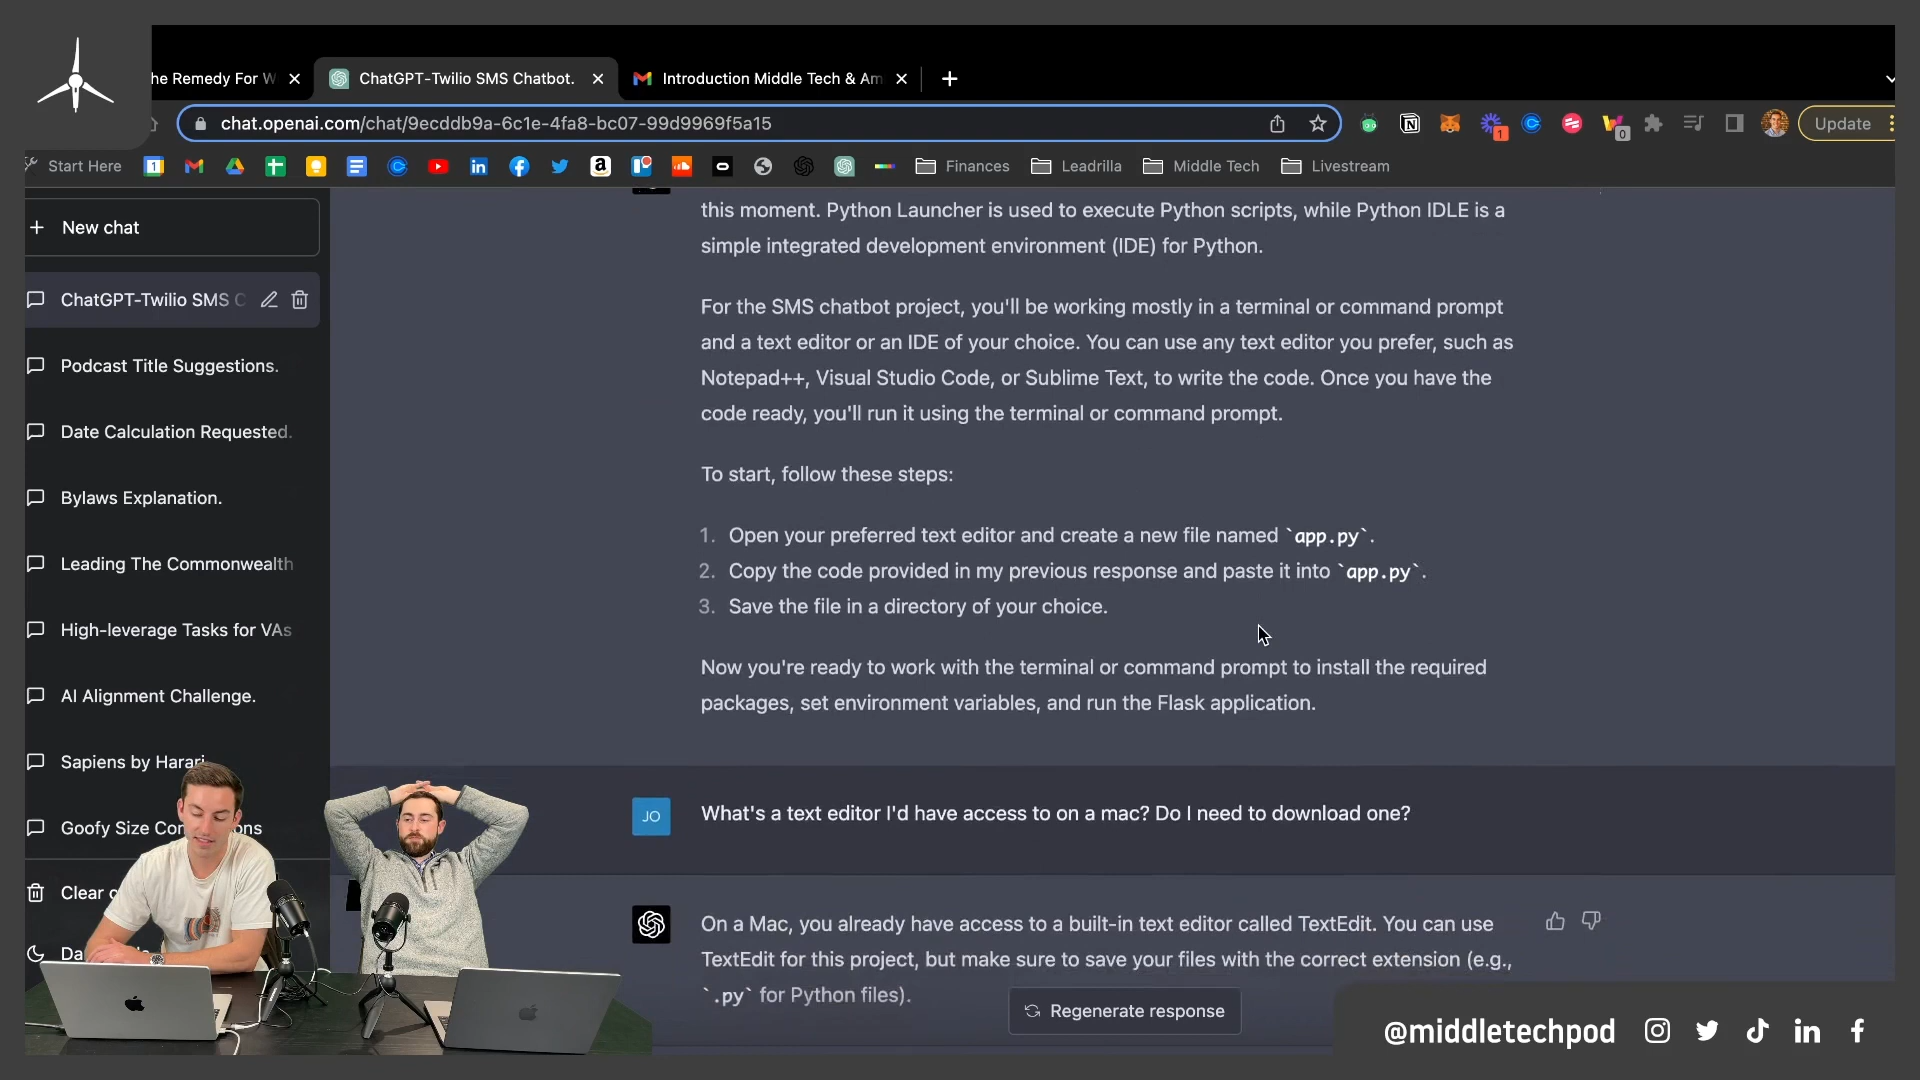 he Remedy For W
ChatGPT-Twilio SMS Chatbot.
Introduction Middle Tech & Am
chat.openai.com/chat/9ecddb9a-6c1e-4fa8-bc07-99d9969f5a15
1
0
Update
Start Here
1
a
Finances
Leadrilla
Middle Tech
Livestream
New chat
ChatGPT-Twilio SMS C
Podcast Title Suggestions.
Date Calculation Requested.
Bylaws Explanation.
Leading The Commonwealth
High-leverage Tasks for VAs
AI Alignment Challenge.
Sapiens by Harari
Goofy Size Com ons
Clear
Da
this moment. Python Launcher is used to execute Python scripts, while Python IDLE is a
simple integrated development environment (IDE) for Python.
For the SMS chatbot project, you'll be working mostly in a terminal or command prompt
and a text editor or an IDE of your choice. You can use any text editor you prefer, such as
Notepad++, Visual Studio Code, or Sublime Text, to write the code. Once you have the
code ready, you'll run it using the terminal or command prompt.
To start, follow these steps:
1. Open your preferred text editor and create a new file named `app.py`.
2. Copy the code provided in my previous response and paste it into `app.py`.
3. Save the file in a directory of your choice.
Now you're ready to work with the terminal or command prompt to install the required
packages, set environment variables, and run the Flask application.
JO
What's a text editor I'd have access to on a mac? Do I need to download one?
On a Mac, you already have access to a built-in text editor called TextEdit. You can use
TextEdit for this project, but make sure to save your files with the correct extension (e.g.,
`.py` for Python files).
Regenerate response
@middletechpod